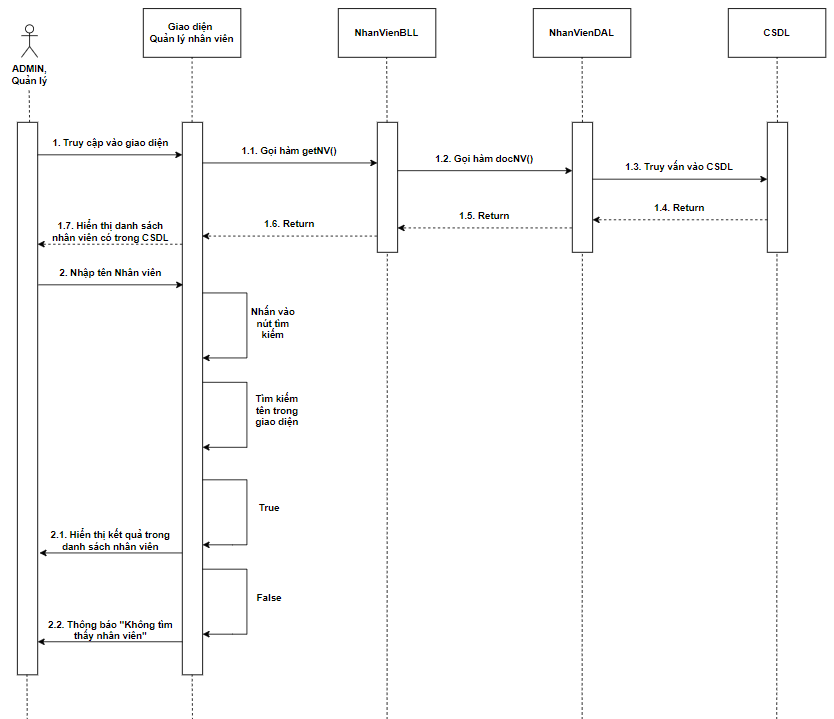 Giao diện
Quản lý nhân viên
NhanVienBLL
NhanVienDAL
CSDL
ADMIN,
Quản lý
1. Truy cập vào giao diện
1.1. Gọi hàm getNV()
1.2. Gọi hàm docNV()
1.3. Truy vấn vào CSDL
1.4. Return
1.5. Return
1.6. Return
1.7. Hiển thị danh sách
nhân viên có trong CSDL
2. Nhập tên Nhân viên
Nhấn vào
nút tìm
kiếm
Tìm kiếm
tên trong
giao diện
True
2.1. Hiển thị kết quả trong
danh sách nhân viên
False
2.2. Thông báo "Không tìm
thấy nhân viên"